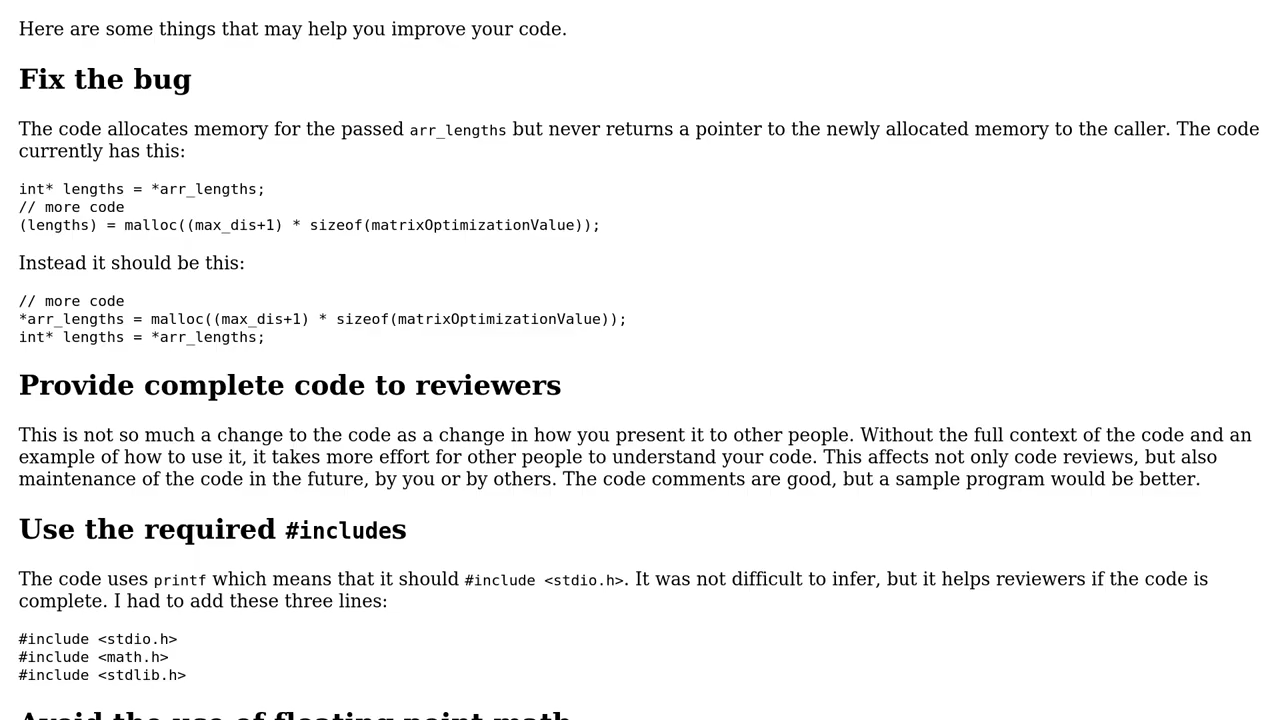 Here are some things that may help you improve your code.
Fix the bug
The code allocates memory for the passed arr_lengths but never returns a pointer to the newly allocated memory to the caller. The code
currently has this:
int* lengths = *arr_lengths;
// more code
(lengths) = malloc((max_dis+1) * sizeof(matrixOptimizationValue));
Instead it should be this:
// more code
*arr_lengths = malloc((max_dis+1) * sizeof(matrixOptimizationValue));
int* lengths = *arr_lengths;
Provide complete code to reviewers
This is not so much a change to the code as a change in how you present it to other people. Without the full context of the code and an
example of how to use it, it takes more effort for other people to understand your code. This affects not only code reviews, but also
maintenance of the code in the future, by you or by others. The code comments are good, but a sample program would be better.
Use the required #includes
The code uses printf which means that it should #include <stdio.h>. It was not difficult to infer, but it helps reviewers if the code is
complete. I had to add these three lines:
#include <stdio.h>
#include <math.h>
#include <stdlib.h>
Avoid the use of floating point math